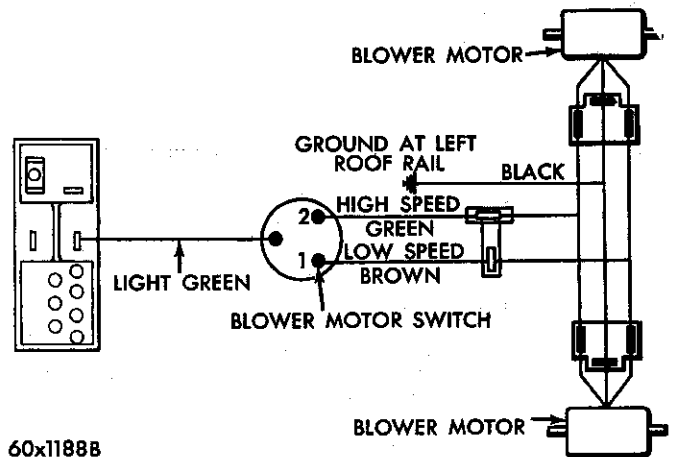 BLOWER MOTOR
GROUND AT LEFT
ROOF RAIL
BLACK
2
HIGH SPEED
GREEN
1
LOW SPEED
BROWN
LIGHT GREEN
BLOWER MOTOR SWITCH
BLOWER MOTOR
60x1188B